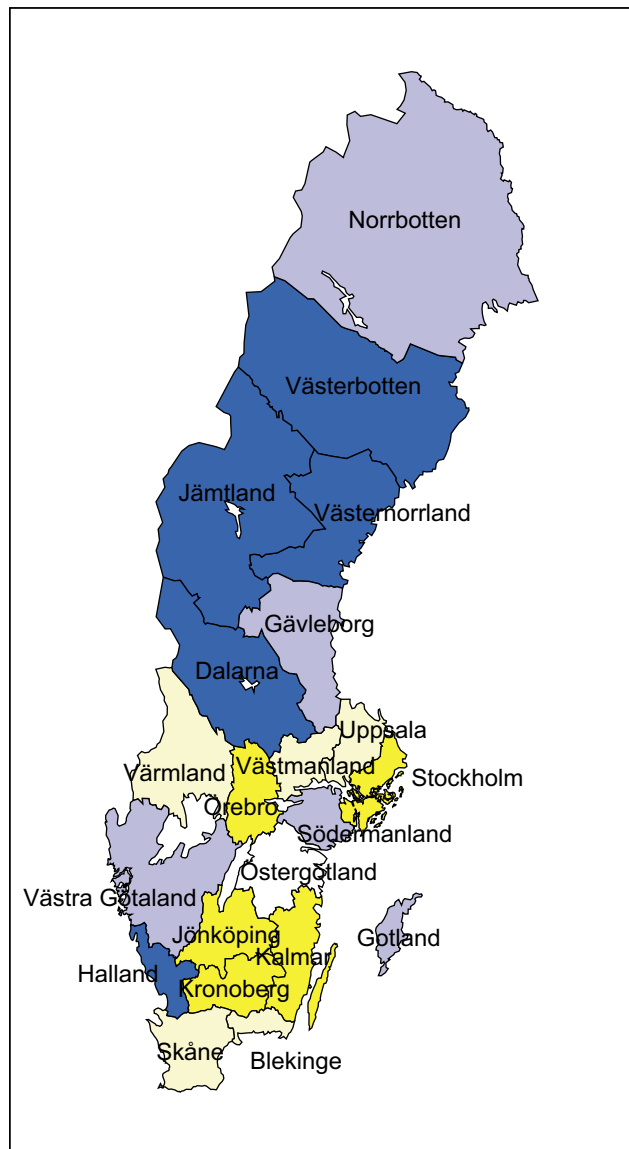 Norrbotten
Västerbotten
Jämtland
Västernorrland
Gävleborg
Dalarna
Uppsala
Värmland
Västmanland
Stockholm
Örebro
Södermanland
Östergötland
Västra Götaland
Jönköping
Gotland
Kalmar
Halland
Kronoberg
Skåne
Blekinge